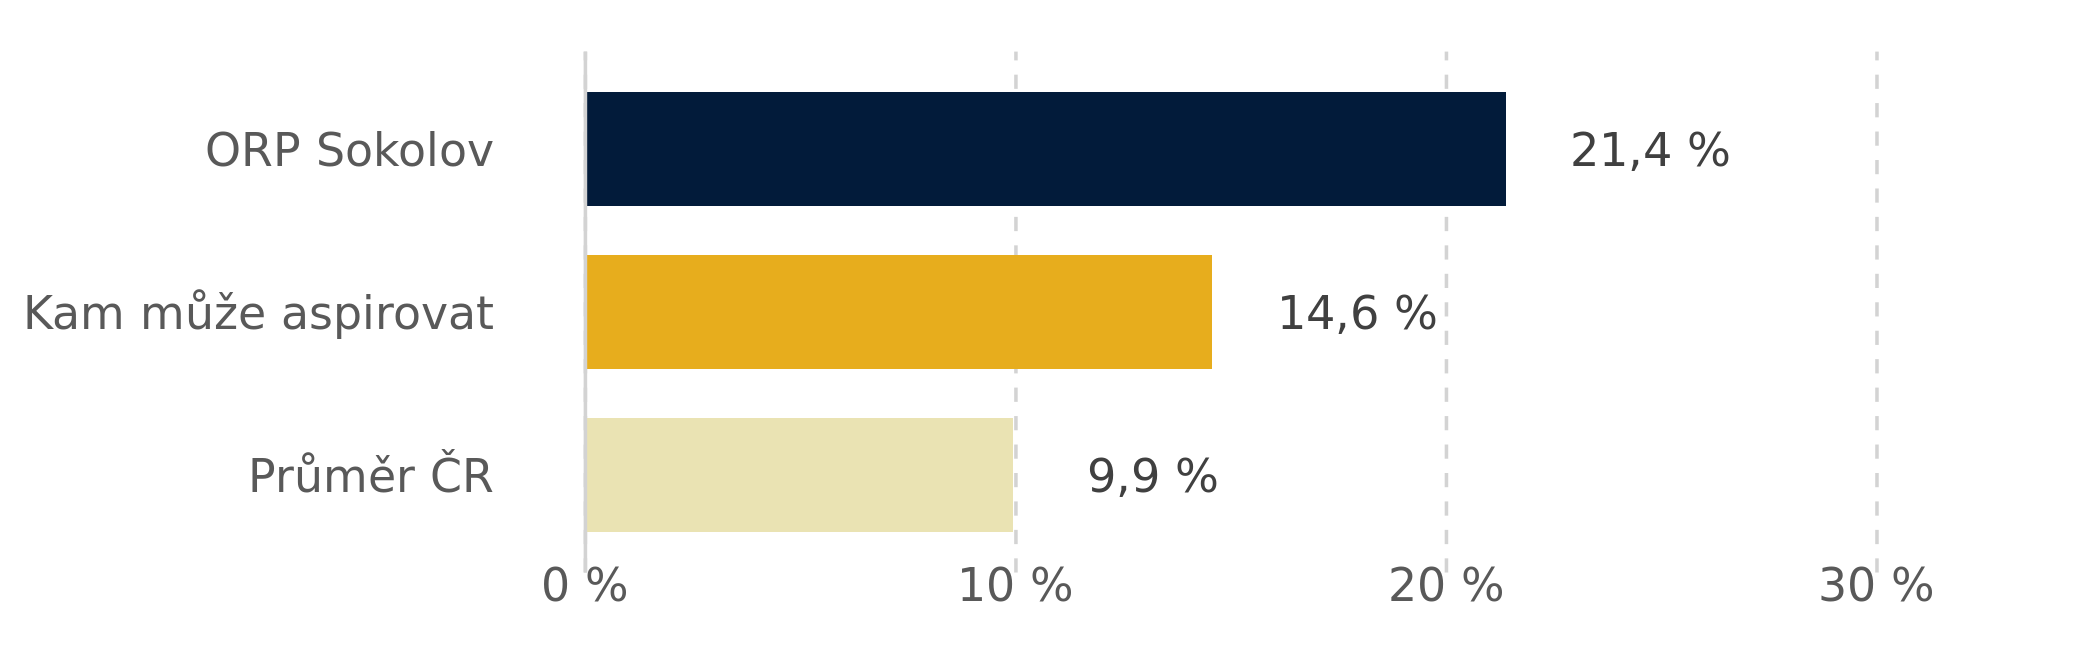 ORP Sokolov
21,4 %
Kam může aspirovat
14,6 %
Průměr ČR
9,9 %
0 %
10 %
20 %
30 %